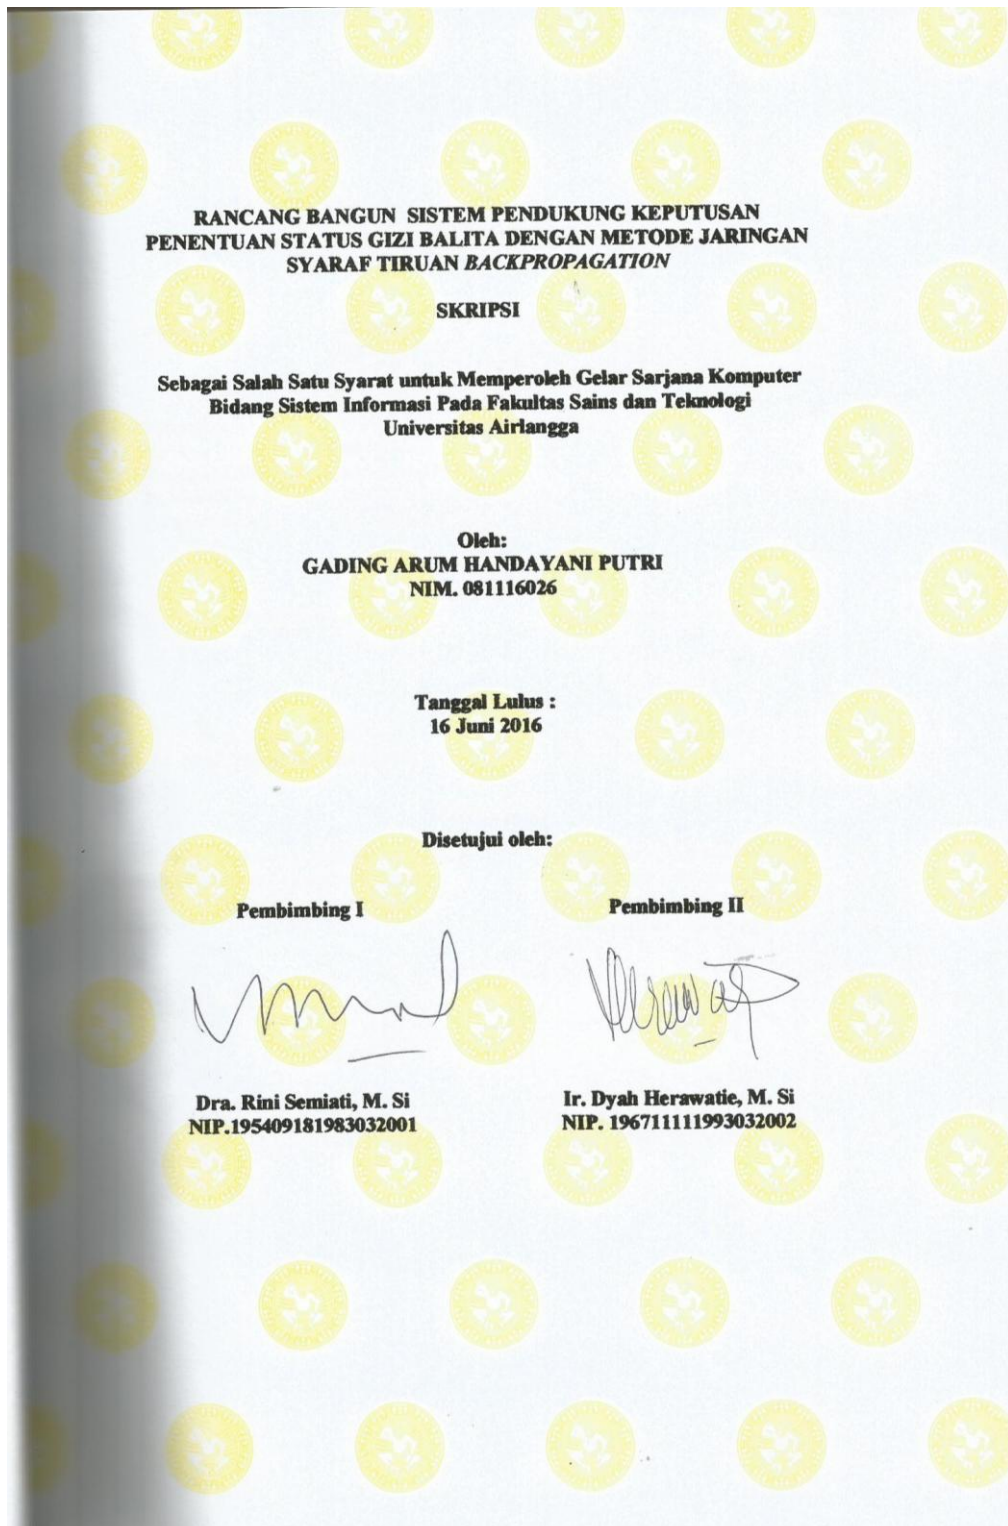 RANCANG BANGUN SISTEM PENDUKUNG KEPUTUSAN
PENENTUAN STATUS GIZI BALITA DENGAN METODE JARINGAN
SYARAF TIRUAN BACKPROPAGATION
SKRIPSI
Sebagai Salah Satu Syarat untuk Memperoleh Gelar Sarjana Komputer
Bidang Sistem Informasi Pada Fakultas Sains dan Teknologi
Universitas Airlangga
Oleh:
GADING ARUM HANDAYANI PUTRI
NIM. 081116026
Tanggal Lulus :
16 Juni 2016
Disetujui oleh:
Pembimbing I
Pembimbing II
Dra. Rini Semiati, M. Si
NIP.195409181983032001
Ir. Dyah Herawatie, M. Si
NIP. 196711111993032002